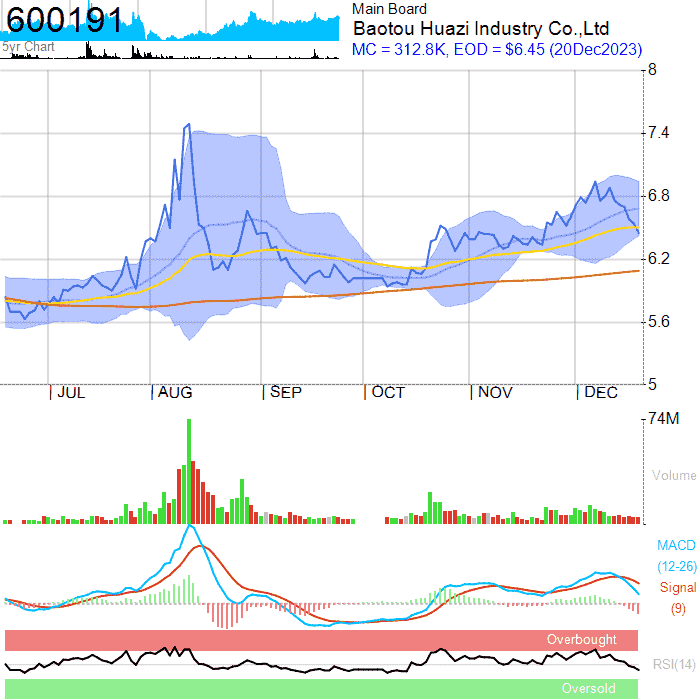 600191
5yr Chart
Main Board
Baotou Huazi Industry Co.,Ltd
MC = 312.8K, EOD = $6.45 (20Dec2023)
8
7.4
6.8
6.2
5.6
5
JUL AUG SEP OCT NOV DEC
74M
Volume
MACD
(12-26)
Signal
(9)
Overbought
RSI(14)
Oversold